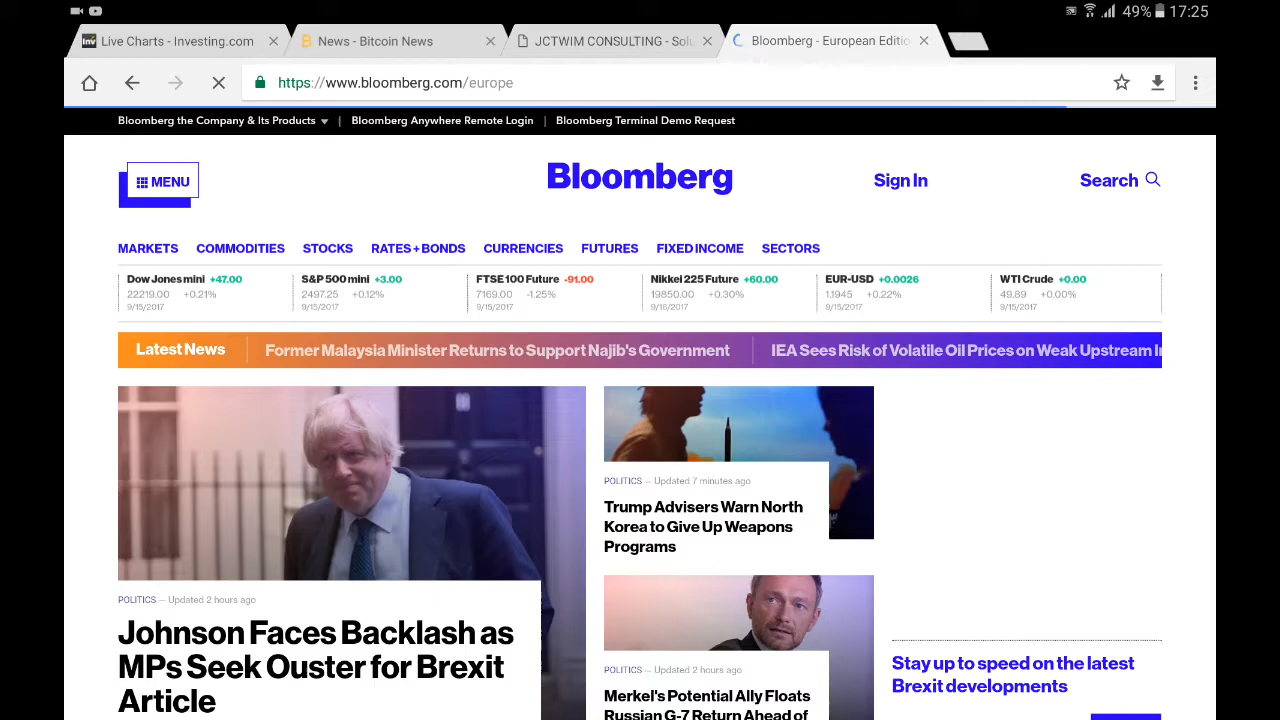 49% 17:25
Live Charts - Investing.com
News - Bitcoin News
JCTWIM CONSULTING - Solu
Bloomberg - European Editio
https://www.bloomberg.com/europe
Bloomberg the Company & Its Products | Bloomberg Anywhere Remote Login | Bloomberg Terminal Demo Request
MENU
Bloomberg
Sign In
Search
MARKETS COMMODITIES STOCKS RATES + BONDS CURRENCIES FUTURES FIXED INCOME SECTORS
Dow Jones mini +47.00
22219.00 +0.21%
9/15/2017
S&P 500 mini +3.00
2497.25 +0.12%
9/15/2017
FTSE 100 Future -91.00
7169.00 -1.25%
9/15/2017
Nikkei 225 Future +60.00
19850.00 +0.30%
9/16/2017
EUR-USD +0.0026
1.1945 +0.22%
9/15/2017
WTI Crude +0.00
49.89 +0.00%
9/15/2017
Latest News
Former Malaysia Minister Returns to Support Najib's Government
IEA Sees Risk of Volatile Oil Prices on Weak Upstream In
POLITICS — Updated 2 hours ago
Johnson Faces Backlash as
MPs Seek Ouster for Brexit
Article
POLITICS — Updated 7 minutes ago
Trump Advisers Warn North
Korea to Give Up Weapons
Programs
POLITICS — Updated 2 hours ago
Merkel's Potential Ally Floats
Russian G-7 Return Ahead of
Stay up to speed on the latest
Brexit developments